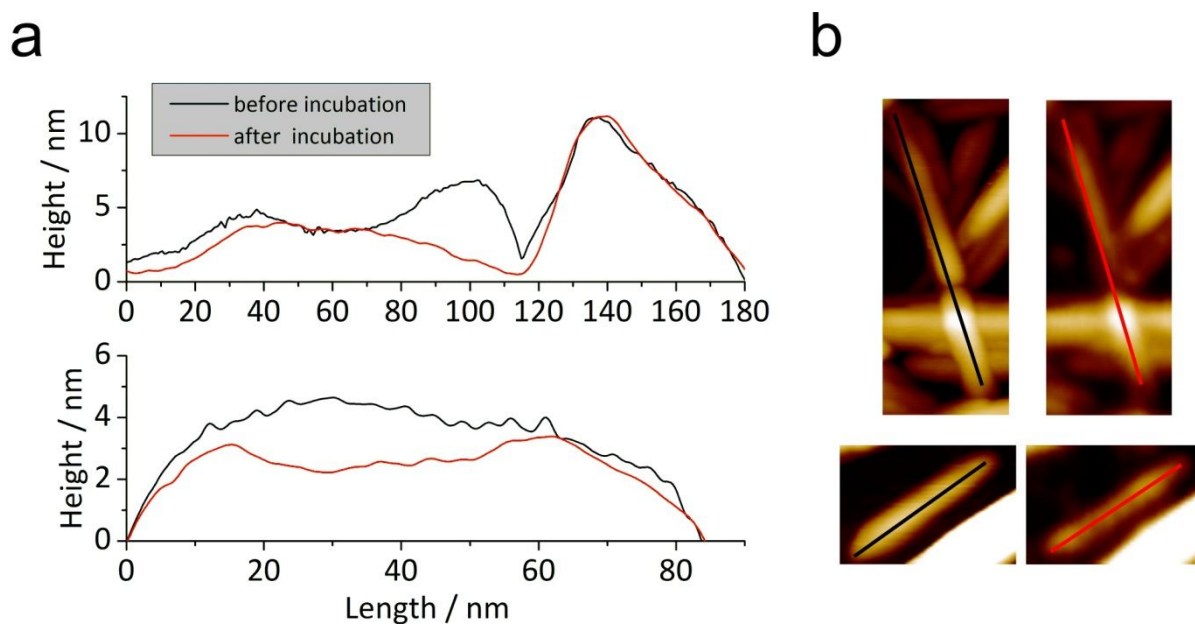 a
b
before incubation
after incubation
Height / nm
10
5
0
0 20 40 60 80 100 120 140 160 180
Height / nm
6
4
2
0
0 20 40 60 80
Length / nm